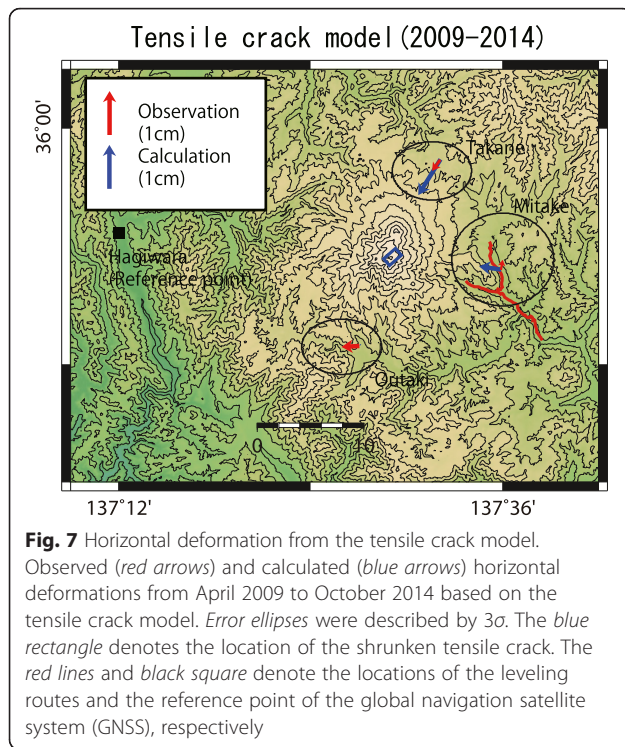 Tensile crack model(2009-2014)
36°00'
Observation
(1cm)
Calculation
(1cm)
Takane
Mitake
Hagiwara
(Reference point)
Outaki
0 10
137°12' 137°36'
Fig. 7 Horizontal deformation from the tensile crack model.
Observed (red arrows) and calculated (blue arrows) horizontal
deformations from April 2009 to October 2014 based on the
tensile crack model. Error ellipses were described by 3σ. The blue
rectangle denotes the location of the shrunken tensile crack. The
red lines and black square denote the locations of the leveling
routes and the reference point of the global navigation satellite
system (GNSS), respectively